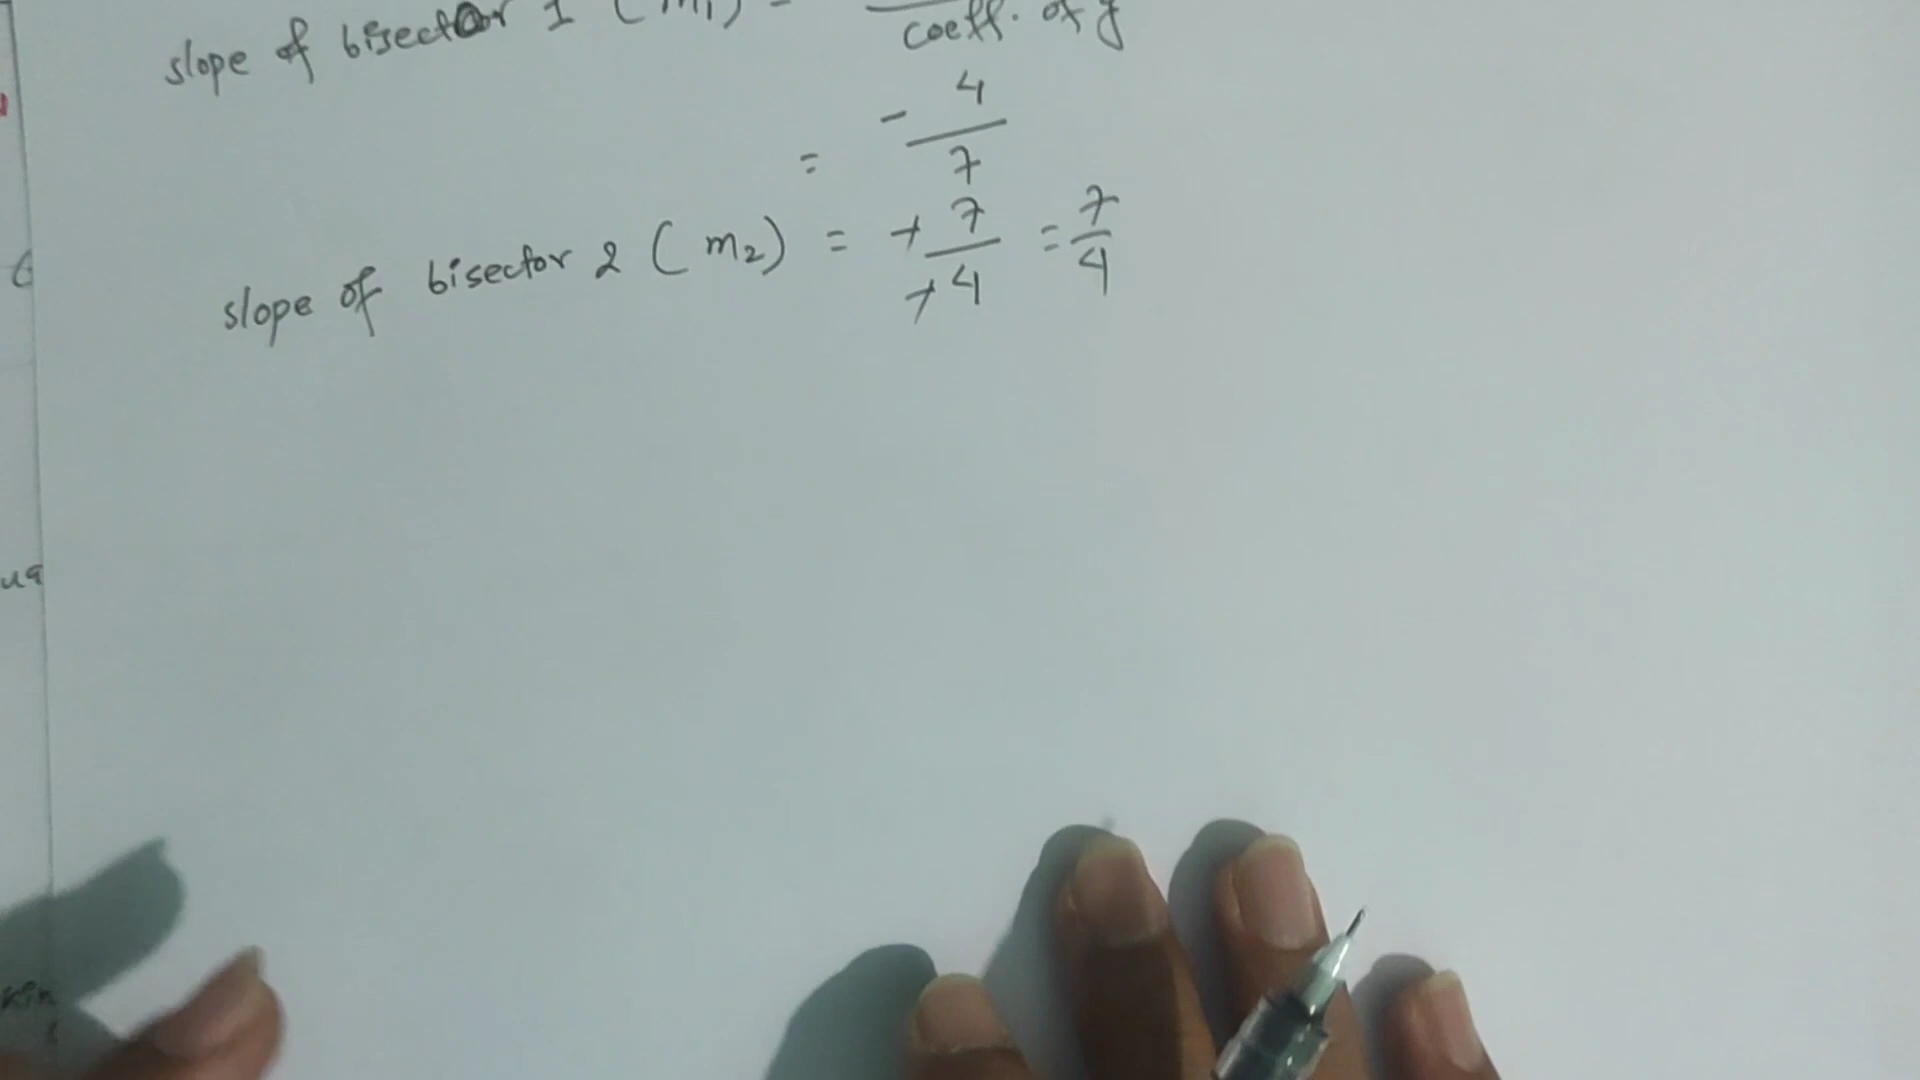 slope of bisector 1 (m₁) =
coeff. of y
= - 4/7
slope of bisector 2 (m₂) = +7/+4 = 7/4